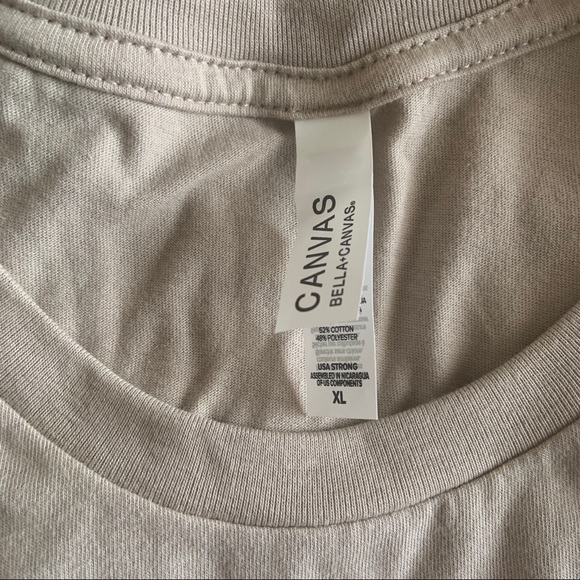 CANVAS
BELLA+CANVAS®
52% COTTON
48% POLYESTER
USA STRONG
ASSEMBLED IN NICARAGUA
OF US COMPONENTS
XL